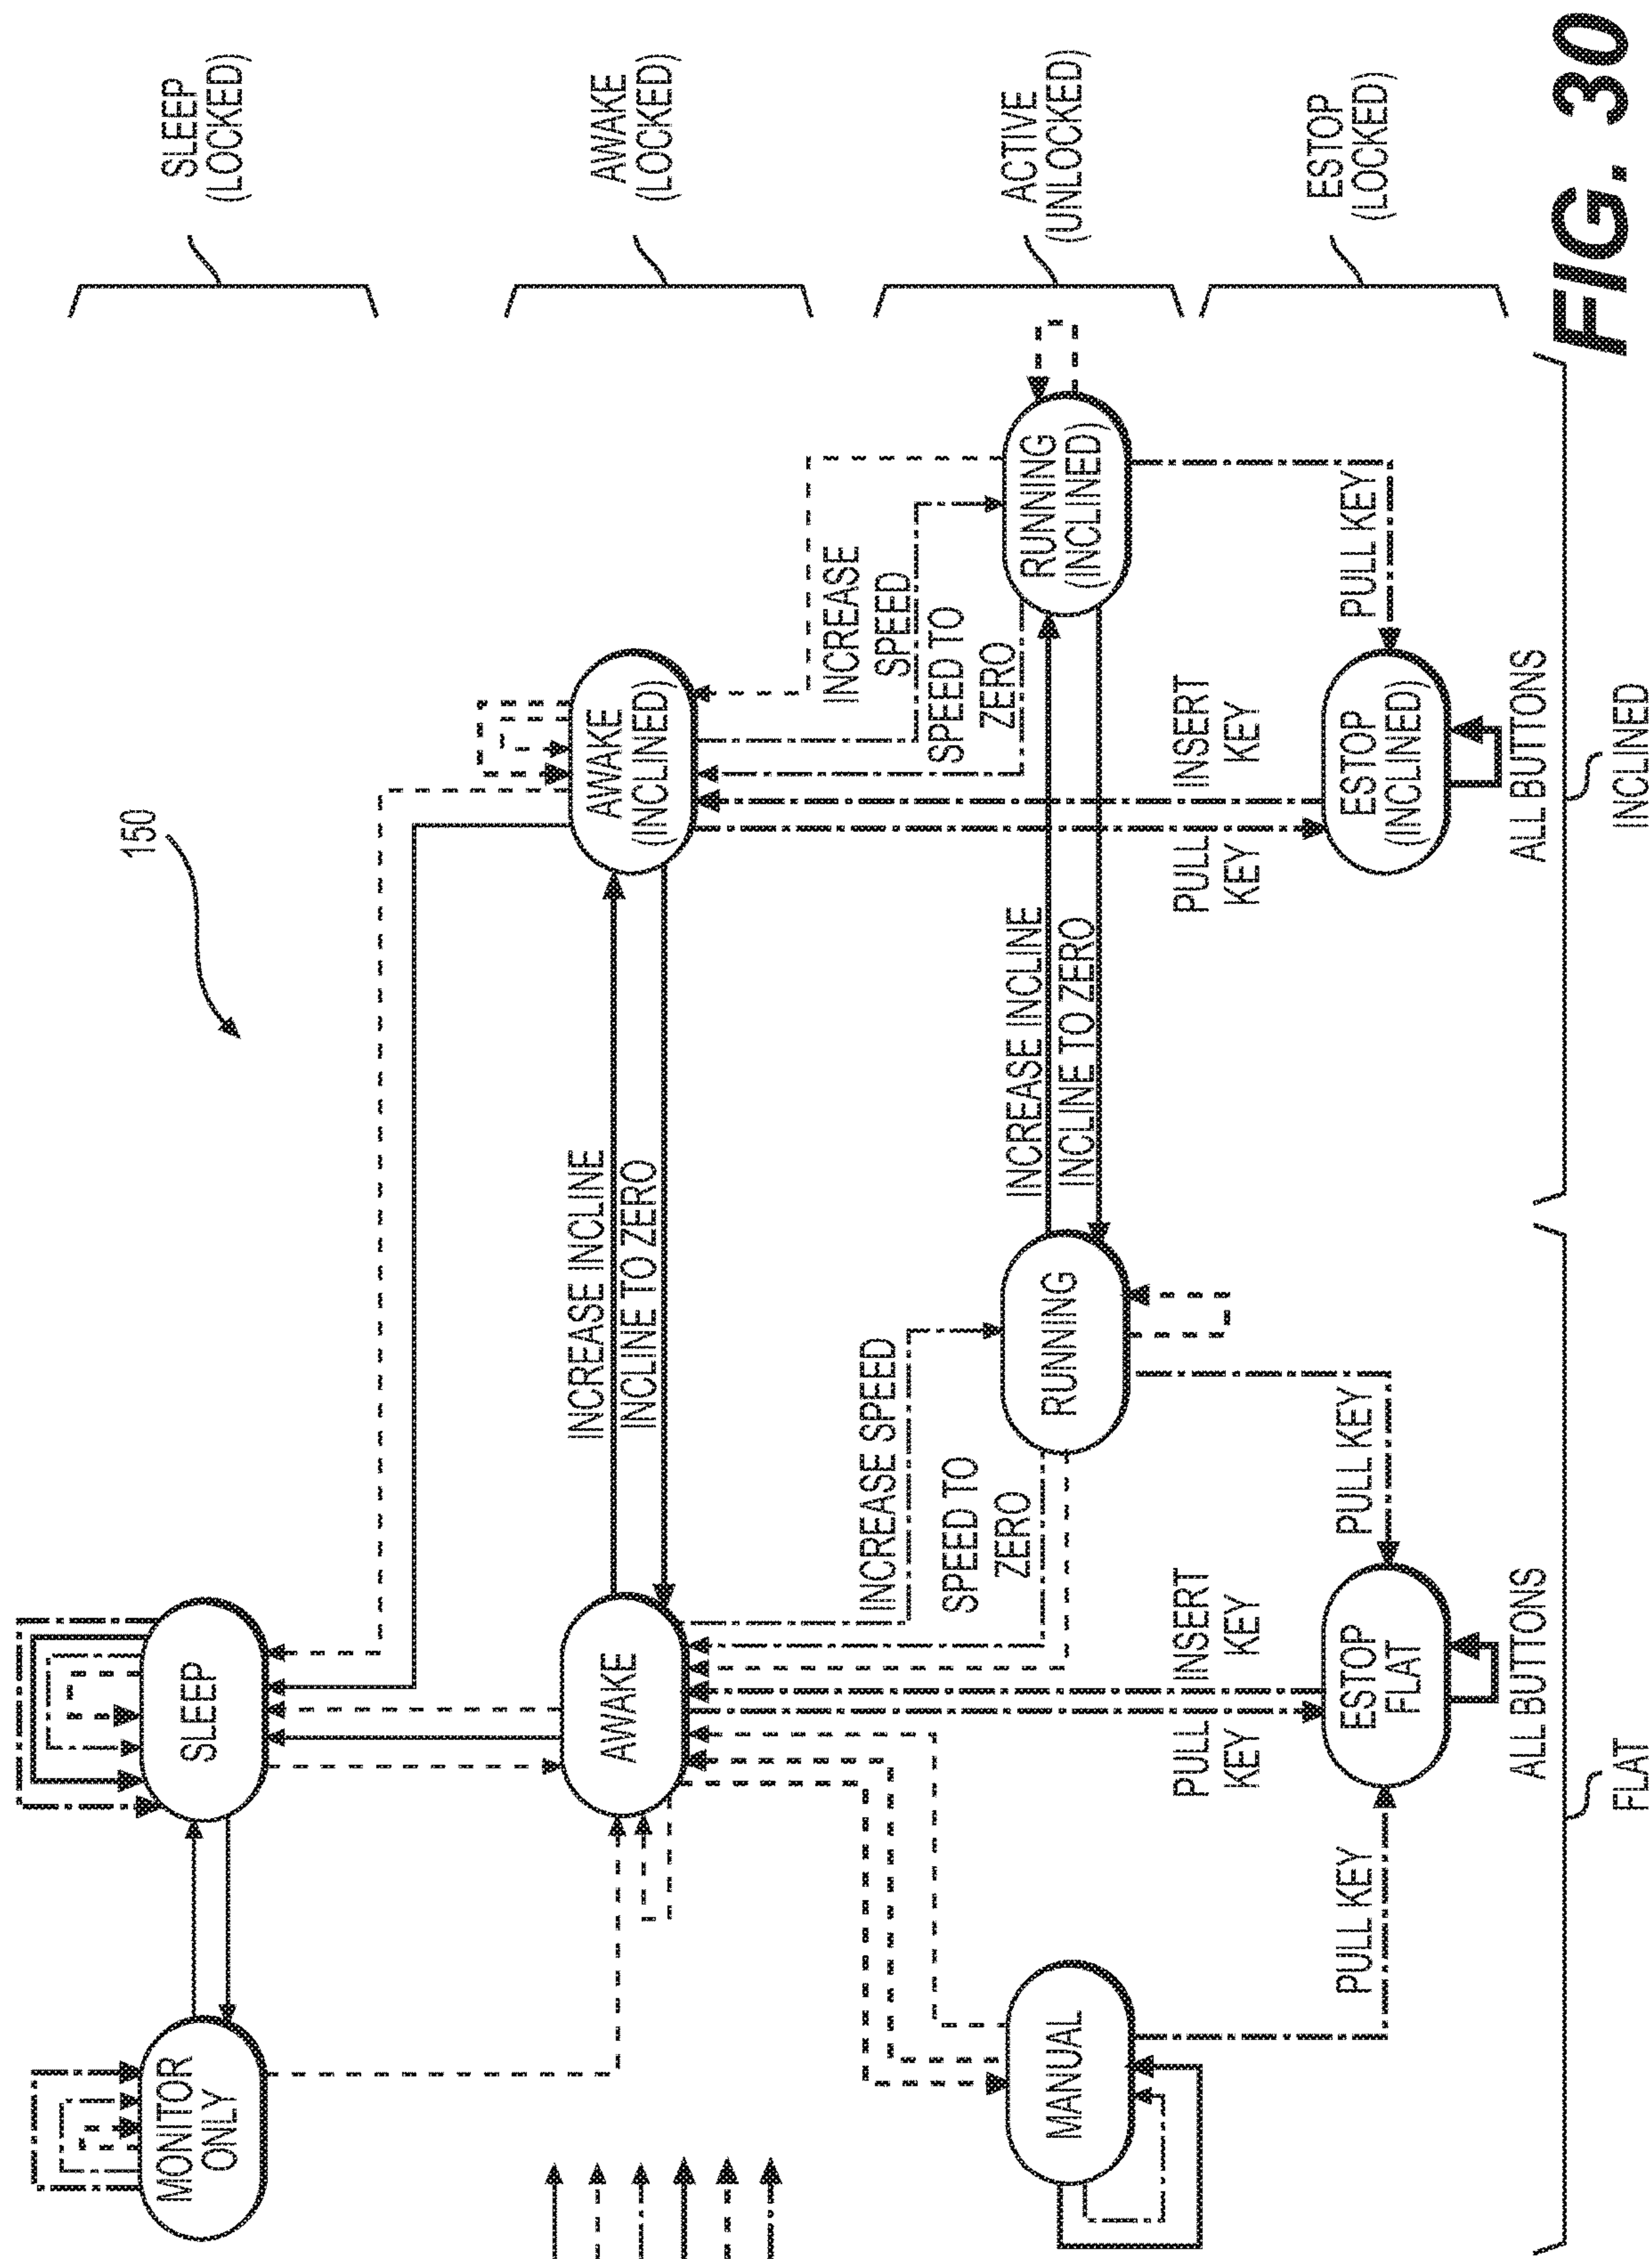 150
SLEEP
(LOCKED)
AWAKE
(LOCKED)
ACTIVE
(UNLOCKED)
ESTOP
(LOCKED)
MONITOR
ONLY
SLEEP
AWAKE
INCREASE INCLINE
INCLINE TO ZERO
AWAKE
(INCLINED)
INCREASE SPEED
SPEED TO
ZERO
INCREASE
SPEED
SPEED TO
ZERO
MANUAL
RUNNING
INCREASE INCLINE
INCLINE TO ZERO
RUNNING
(INCLINED)
PULL
KEY
INSERT
KEY
PULL
KEY
INSERT
KEY
PULL KEY
ESTOP
FLAT
PULL KEY
ESTOP
(INCLINED)
PULL KEY
ALL BUTTONS
ALL BUTTONS
FLAT
INCLINED
FIG. 30